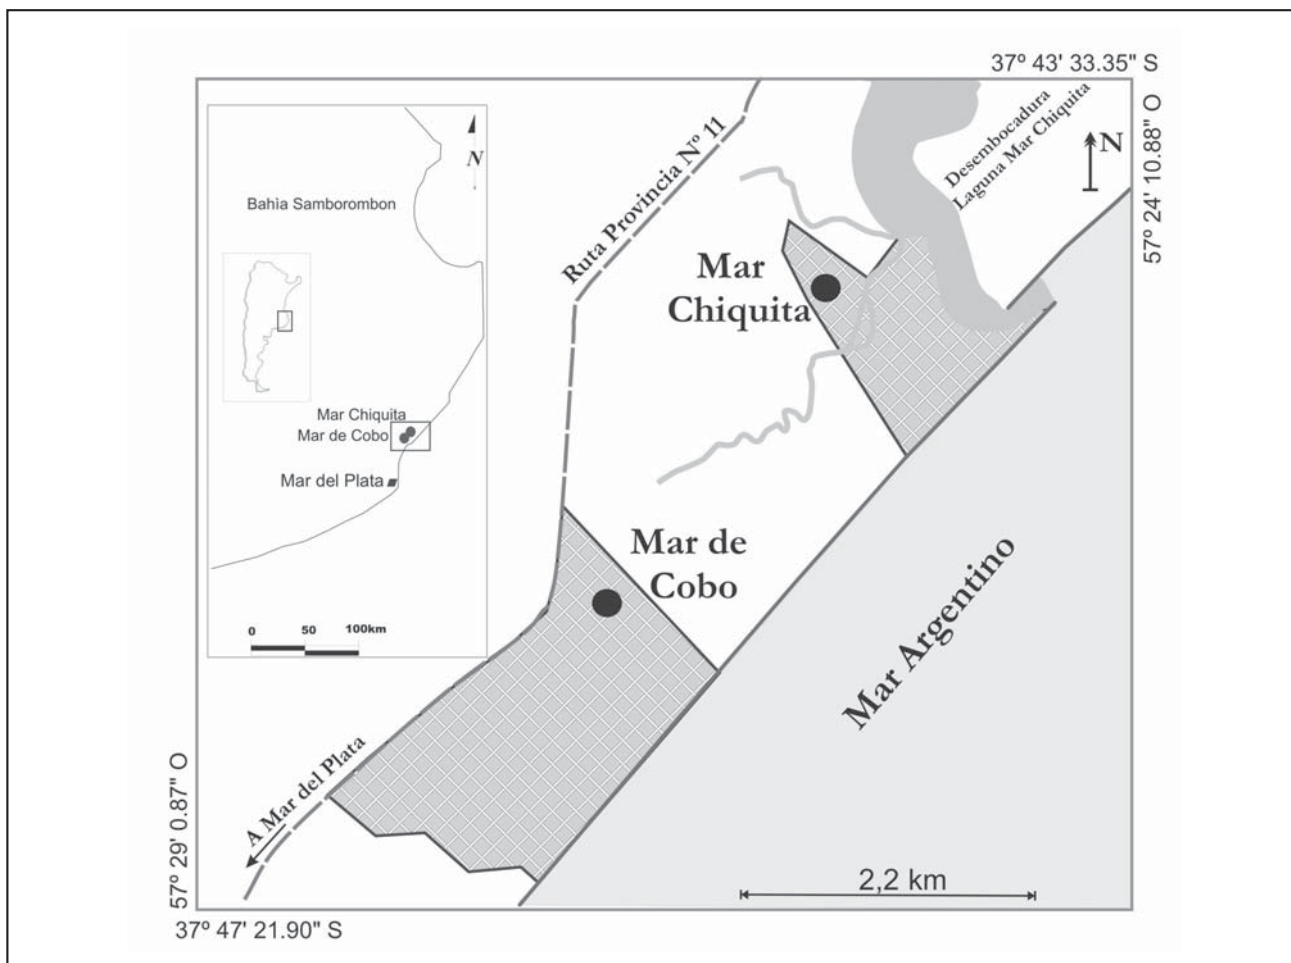 37º 43' 33.35" S
57º 24' 10.88" O
Desembocadura
Laguna Mar Chiquita
N
Ruta Provincia Nº 11
N
Bahìa Samborombon
Mar
Chiquita
Mar Chiquita
Mar de Cobo
Mar del Plata
Mar de
Cobo
Mar Argentino
0 50 100km
A Mar del Plata
57º 29' 0.87" O
2,2 km
37º 47' 21.90" S